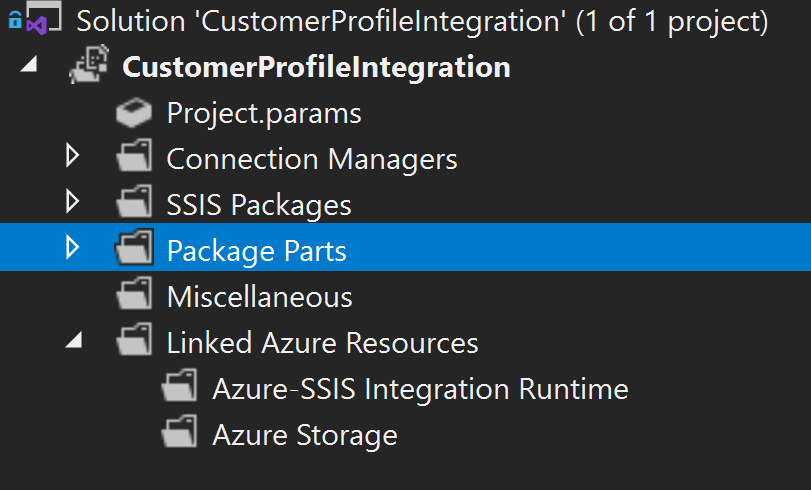 Solution 'CustomerProfileIntegration' (1 of 1 project)
CustomerProfileIntegration
Project.params
Connection Managers
SSIS Packages
Package Parts
Miscellaneous
Linked Azure Resources
Azure-SSIS Integration Runtime
Azure Storage